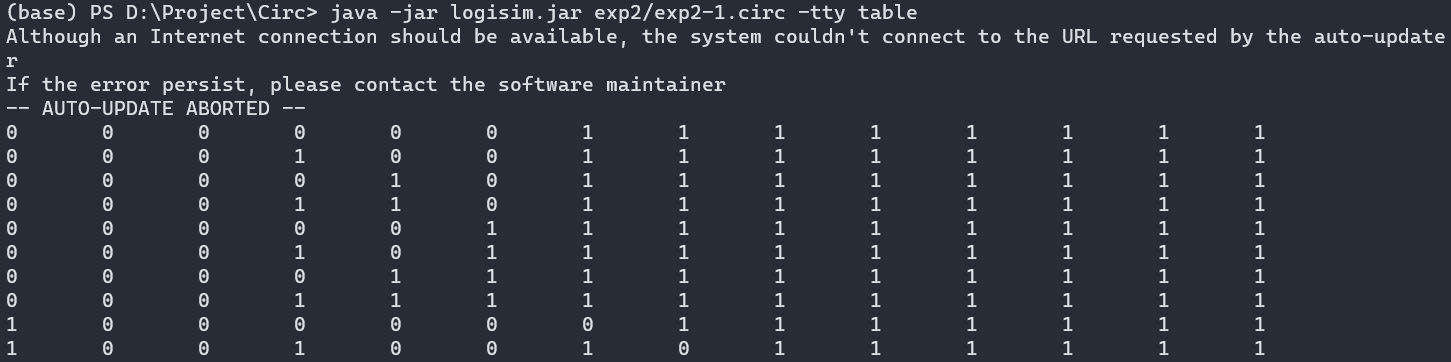 (base) PS D:\Project\Circ> java -jar logisim.jar exp2/exp2-1.circ -tty table
Although an Internet connection should be available, the system couldn't connect to the URL requested by the auto-update
r
If the error persist, please contact the software maintainer
-- AUTO-UPDATE ABORTED --
0 0 0 0 0 0 1 1 1 1 1 1 1 1
0 0 0 1 0 0 1 1 1 1 1 1 1 1
0 0 0 0 1 0 1 1 1 1 1 1 1 1
0 0 0 1 1 0 1 1 1 1 1 1 1 1
0 0 0 0 0 1 1 1 1 1 1 1 1 1
0 0 0 1 0 1 1 1 1 1 1 1 1 1
0 0 0 0 1 1 1 1 1 1 1 1 1 1
0 0 0 1 1 1 1 1 1 1 1 1 1 1
1 0 0 0 0 0 0 1 1 1 1 1 1 1
1 0 0 1 0 0 1 0 1 1 1 1 1 1